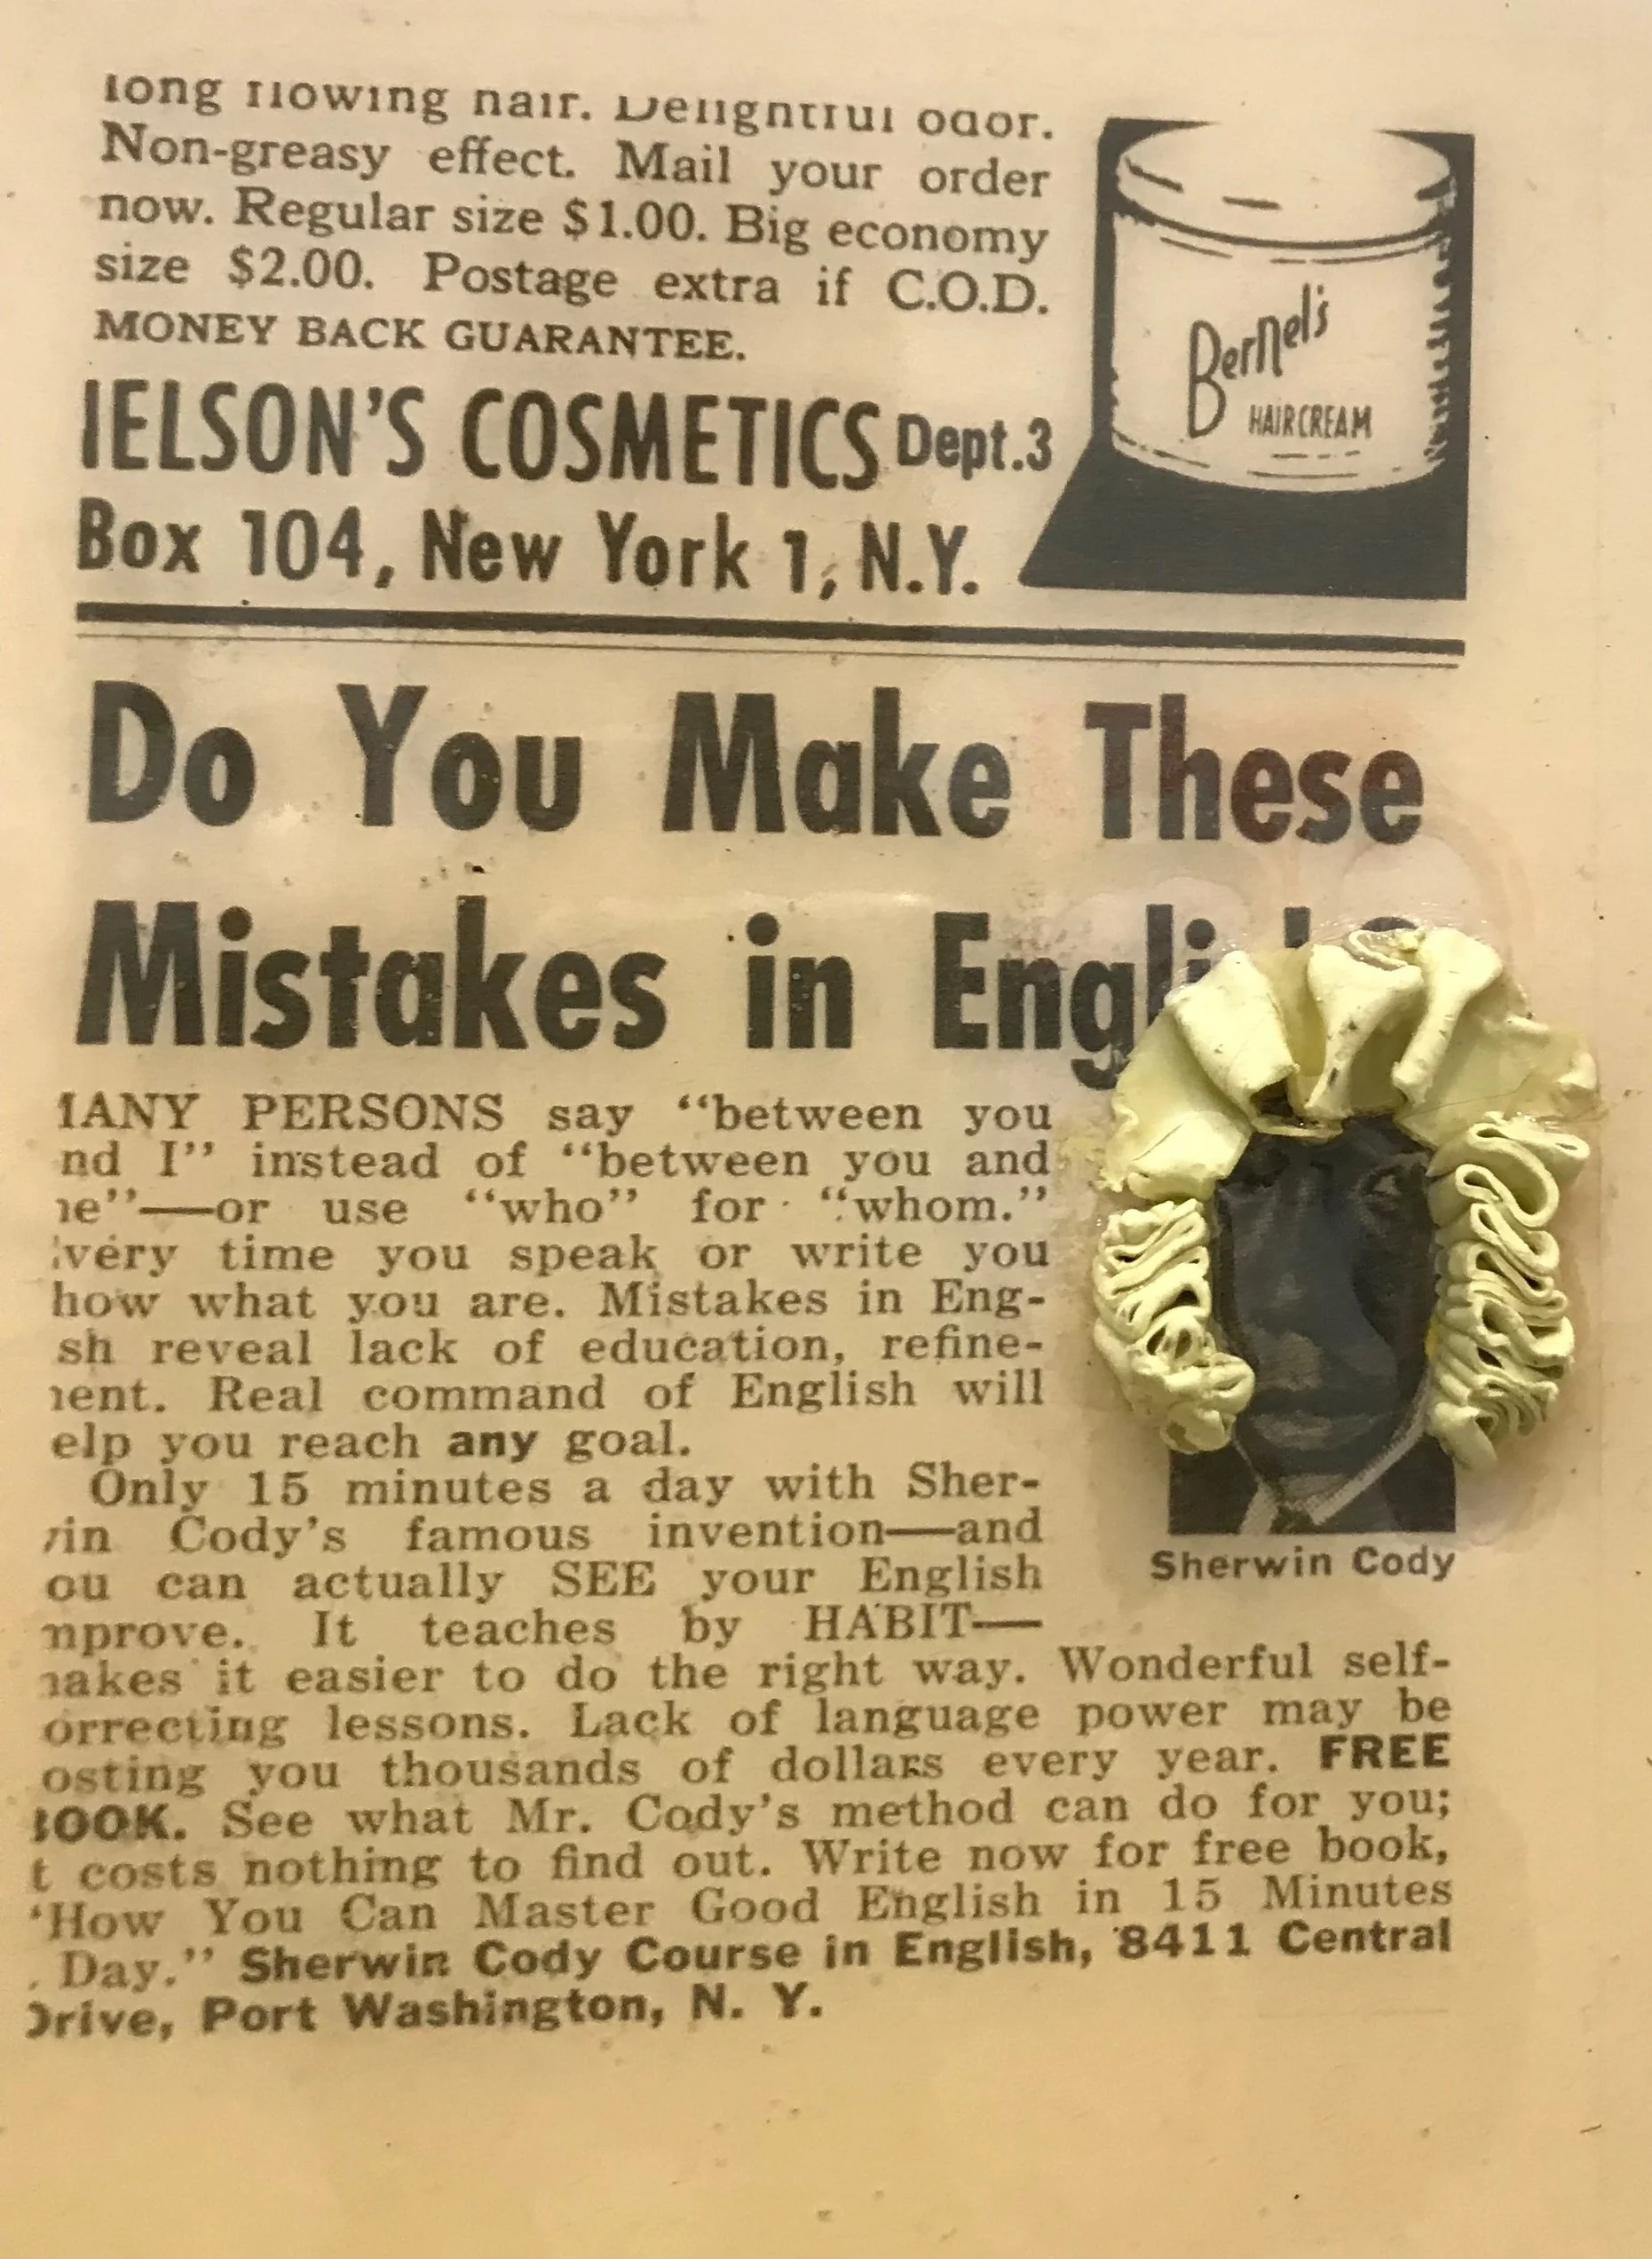 long flowing hair. Delightful odor.
Non-greasy effect. Mail your order
now. Regular size $1.00. Big economy
size $2.00. Postage extra if C.O.D.
MONEY BACK GUARANTEE.
Bernel's
HAIR CREAM
IELSON'S COSMETICS Dept.3
Box 104, New York 1, N.Y.
Do You Make These
Mistakes in Engli
IANY PERSONS say "between you
nd I" instead of "between you and
ne"—or use "who" for "whom."
very time you speak or write you
how what you are. Mistakes in Eng-
sh reveal lack of education, refine-
nent. Real command of English will
elp you reach any goal.
Only 15 minutes a day with Sher-
in Cody's famous invention—and
ou can actually SEE your English
mprove. It teaches by HABIT—
Sherwin Cody
nakes it easier to do the right way. Wonderful self-
orrecting lessons. Lack of language power may be
osting you thousands of dollars every year. FREE
BOOK. See what Mr. Cody's method can do for you;
t costs nothing to find out. Write now for free book,
"How You Can Master Good English in 15 Minutes
Day." Sherwin Cody Course in English, 8411 Central
Drive, Port Washington, N. Y.